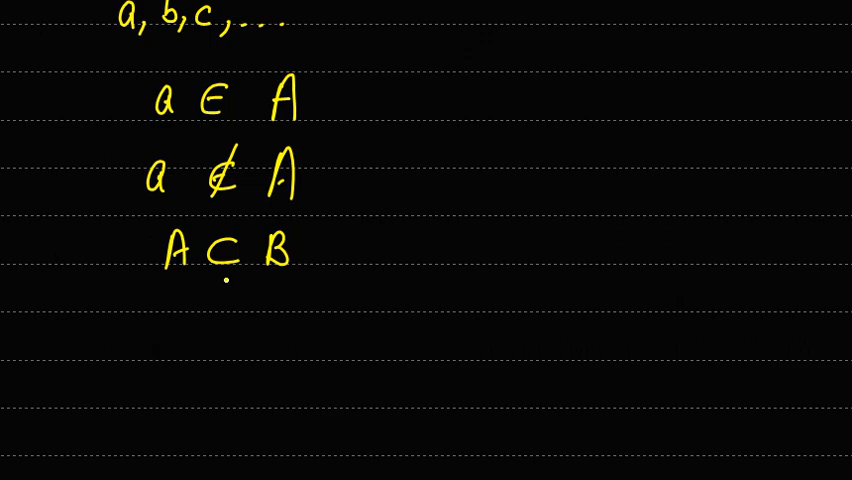 a, b, c, ...
a ∈ A
a ∉ A
A ⊂ B